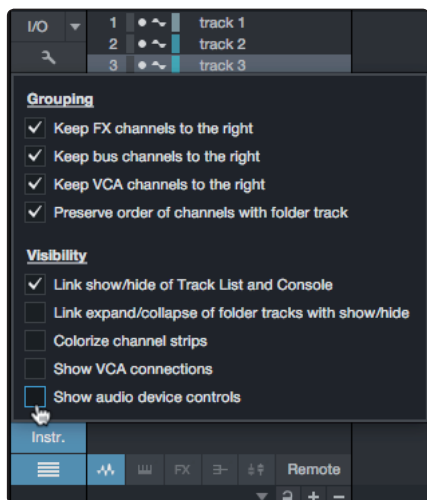 I/O
1 track 1
2 track 2
3 track 3
Grouping
Keep FX channels to the right
Keep bus channels to the right
Keep VCA channels to the right
Preserve order of channels with folder track
Visibility
Link show/hide of Track List and Console
Link expand/collapse of folder tracks with show/hide
Colorize channel strips
Show VCA connections
Show audio device controls
Instr.
FX Remote